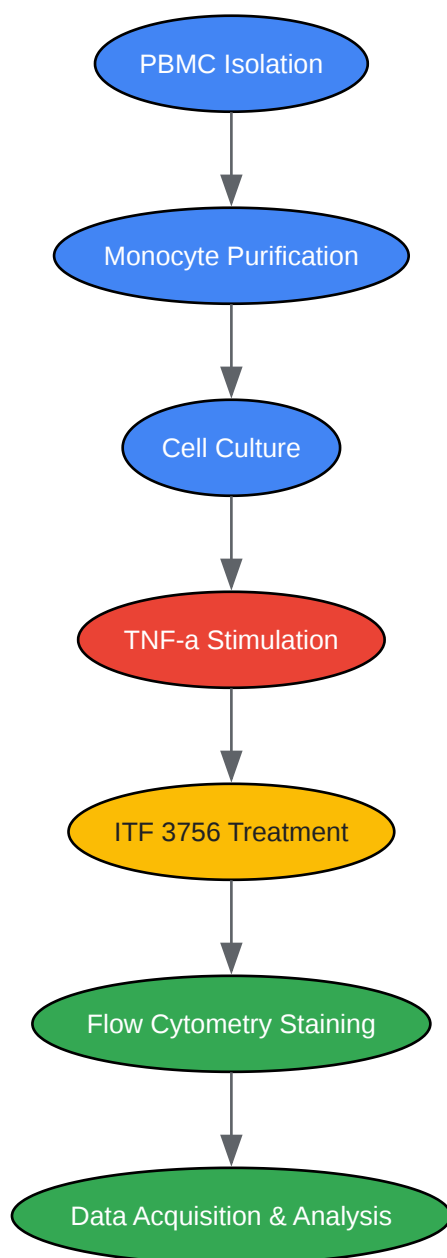 PBMC Isolation
Monocyte Purification
Cell Culture
TNF-a Stimulation
ITF 3756 Treatment
Flow Cytometry Staining
Data Acquisition & Analysis